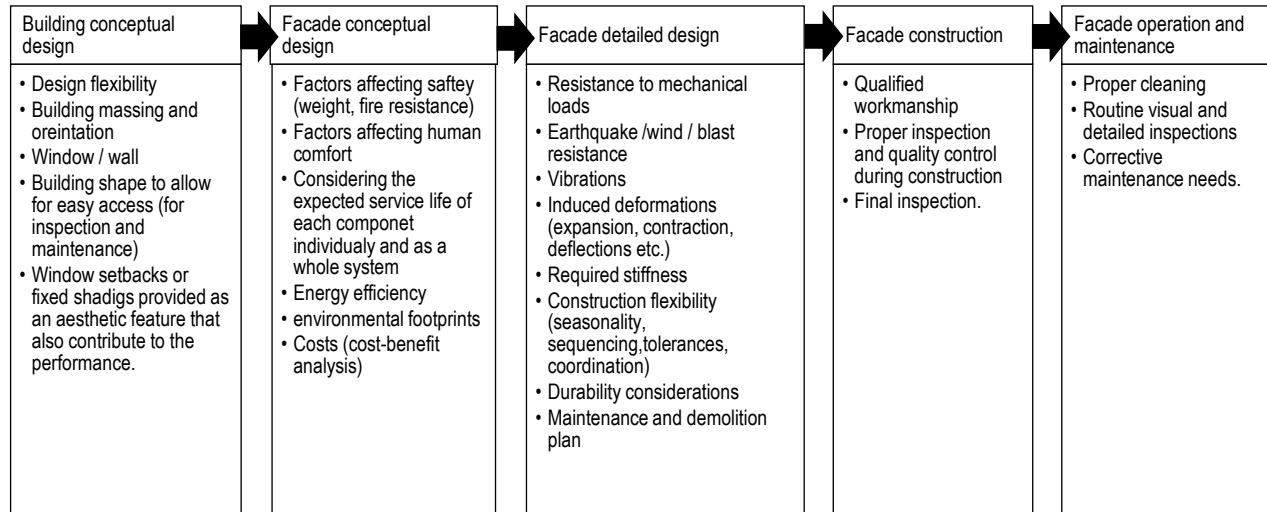 Building conceptual
design
• Design flexibility
• Building massing and
oreintation
• Window / wall
• Building shape to allow
for easy access (for
inspection and
maintenance)
• Window setbacks or
fixed shadigs provided as
an aesthetic feature that
also contribute to the
performance.
Facade conceptual
design
• Factors affecting saftey
(weight, fire resistance)
• Factors affecting human
comfort
• Considering the
expected service life of
each componet
individualy and as a
whole system
• Energy efficiency
• environmental footprints
• Costs (cost-benefit
analysis)
Facade detailed design
• Resistance to mechanical
loads
• Earthquake /wind / blast
resistance
• Vibrations
• Induced deformations
(expansion, contraction,
deflections etc.)
• Required stiffness
• Construction flexibility
(seasonality,
sequencing,tolerances,
coordination)
• Durability considerations
• Maintenance and demolition
plan
Facade construction
• Qualified
workmanship
• Proper inspection
and quality control
during construction
• Final inspection.
Facade operation and
maintenance
• Proper cleaning
• Routine visual and
detailed inspections
• Corrective
maintenance needs.